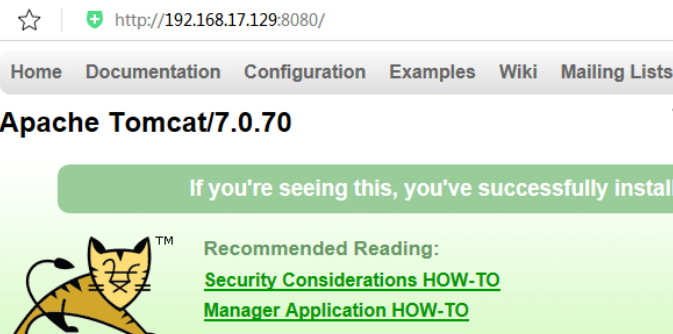 http://192.168.17.129:8080/
Home Documentation Configuration Examples Wiki Mailing Lists
Apache Tomcat/7.0.70
If you're seeing this, you've successfully install
TM
Recommended Reading:
Security Considerations HOW-TO
Manager Application HOW-TO